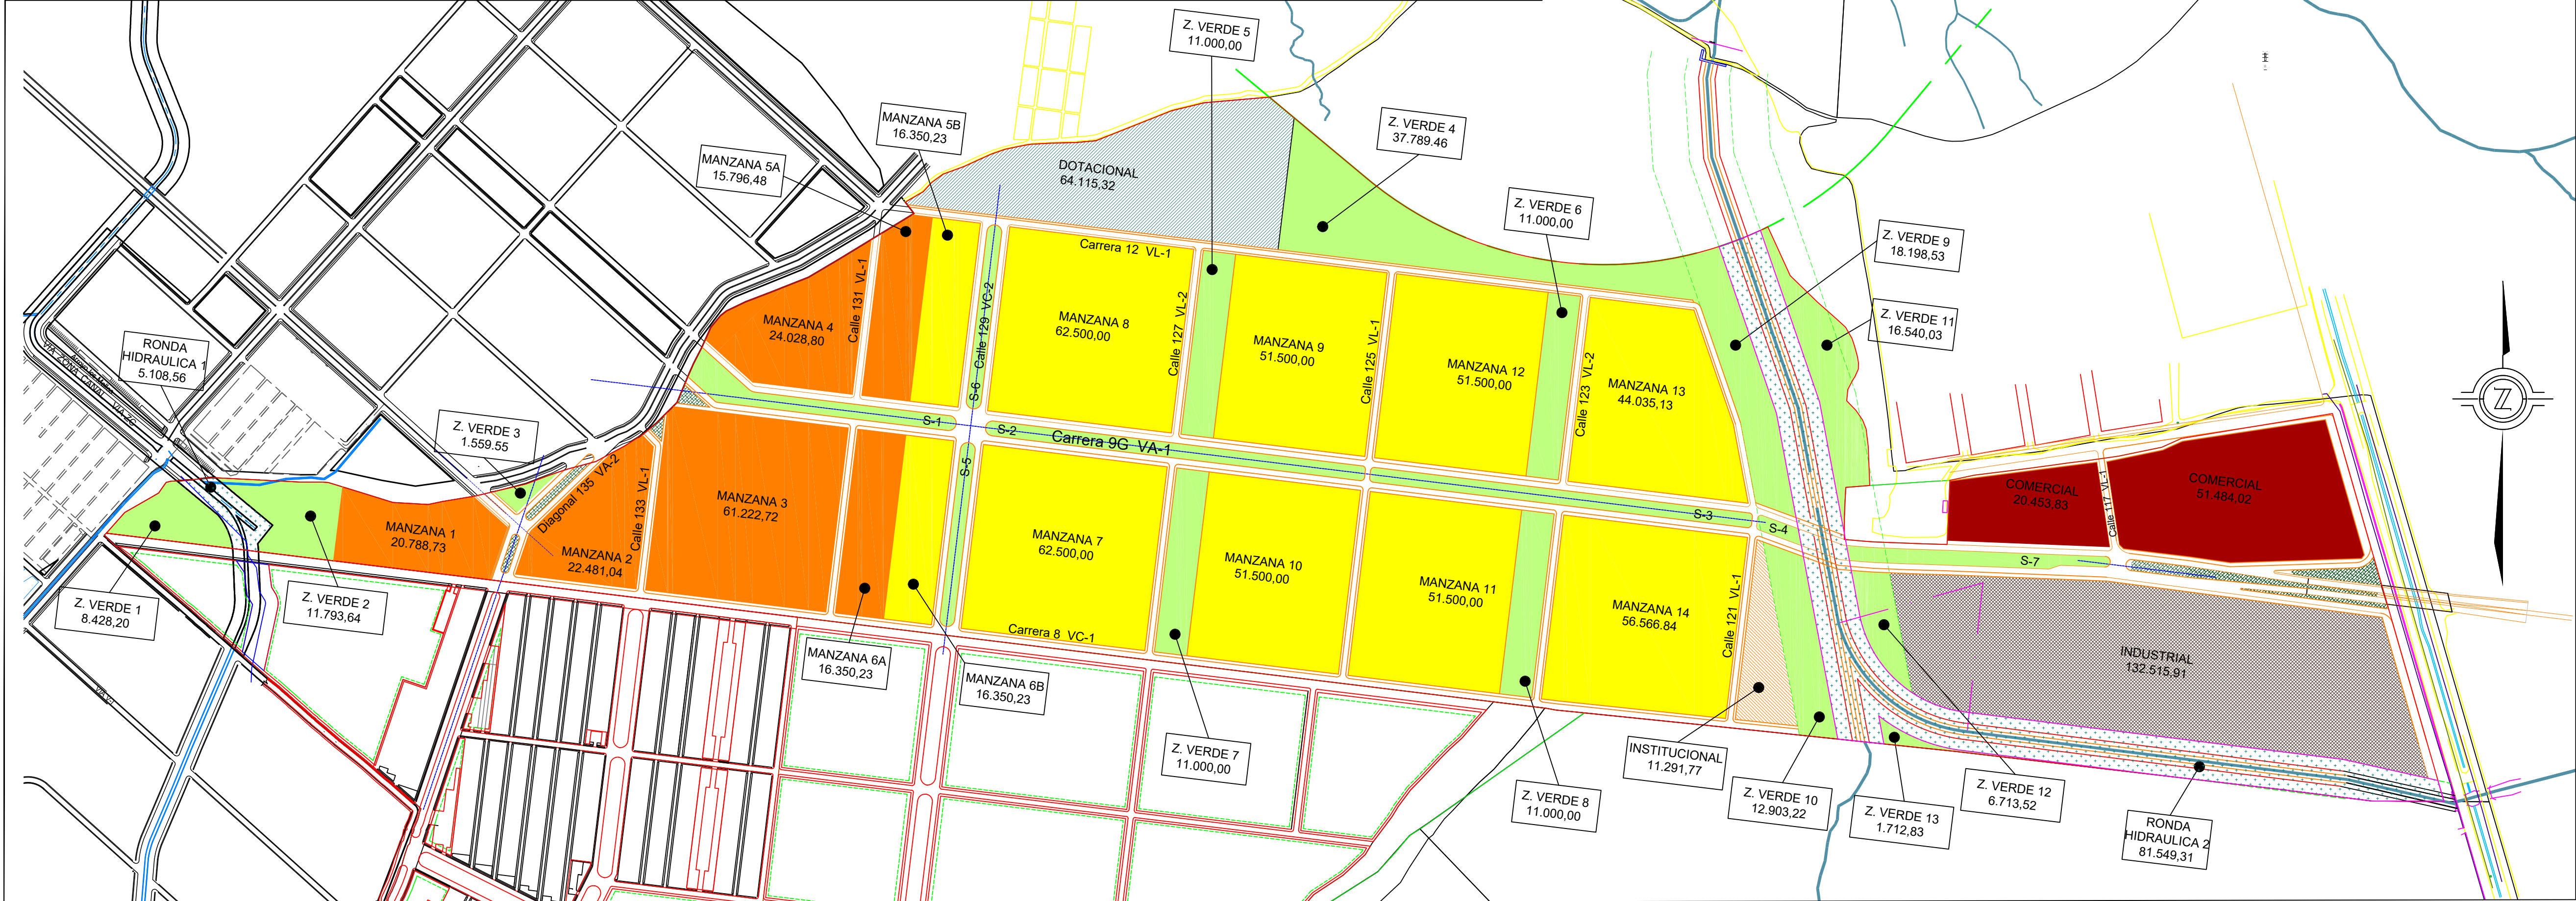 Z. VERDE 5
11.000,00
MANZANA 5B
16.350,23
Z. VERDE 4
37.789.46
MANZANA 5A
15.796,48
DOTACIONAL
64.115,32
Z. VERDE 6
11.000,00
Z. VERDE 9
18.198,53
Z. VERDE 11
16.540,03
Carrera 12 VL-1
Calle 131 VL-1
Calle 129 VC-2
S-6
Calle 127 VL-2
Calle 125 VL-1
Calle 123 VL-2
MANZANA 4
24.028,80
MANZANA 8
62.500,00
MANZANA 9
51.500,00
MANZANA 12
51.500,00
MANZANA 13
44.035,13
RONDA
HIDRAULICA 1
5.108,56
Z. VERDE 3
1.559.55
S-1
S-2
Carrera 9G VA-1
S-5
S-3
S-4
S-7
Z
COMERCIAL
20.453,83
Calle 117 VL-1
COMERCIAL
51.484,02
Diagonal 135 VA-2
Calle 133 VL-1
MANZANA 1
20.788,73
MANZANA 2
22.481,04
MANZANA 3
61.222,72
MANZANA 7
62.500,00
MANZANA 10
51.500,00
MANZANA 11
51.500,00
MANZANA 14
56.566.84
Calle 121 VL-1
INDUSTRIAL
132.515,91
Z. VERDE 1
8.428,20
Z. VERDE 2
11.793,64
Carrera 8 VC-1
MANZANA 6A
16.350,23
MANZANA 6B
16.350,23
Z. VERDE 7
11.000,00
Z. VERDE 8
11.000,00
INSTITUCIONAL
11.291,77
Z. VERDE 10
12.903,22
Z. VERDE 13
1.712,83
Z. VERDE 12
6.713,52
RONDA
HIDRAULICA 2
81.549,31